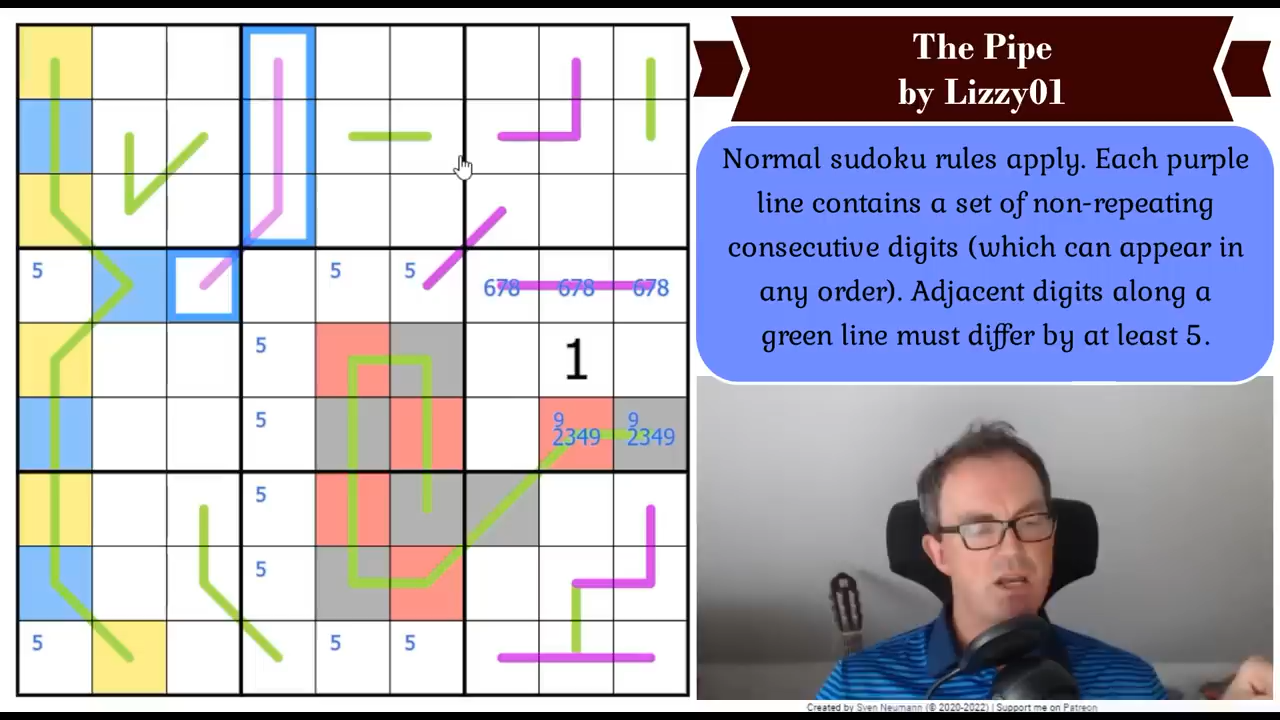 The Pipe
by Lizzy01
Normal sudoku rules apply. Each purple
line contains a set of non-repeating
consecutive digits (which can appear in
any order). Adjacent digits along a
green line must differ by at least 5.
5 5 5
678 678 678
5
1
5 9 9
2349 2349
5
5
5 5 5
Created by Sven Neumann (© 2020-2022) | Support me on Patreon